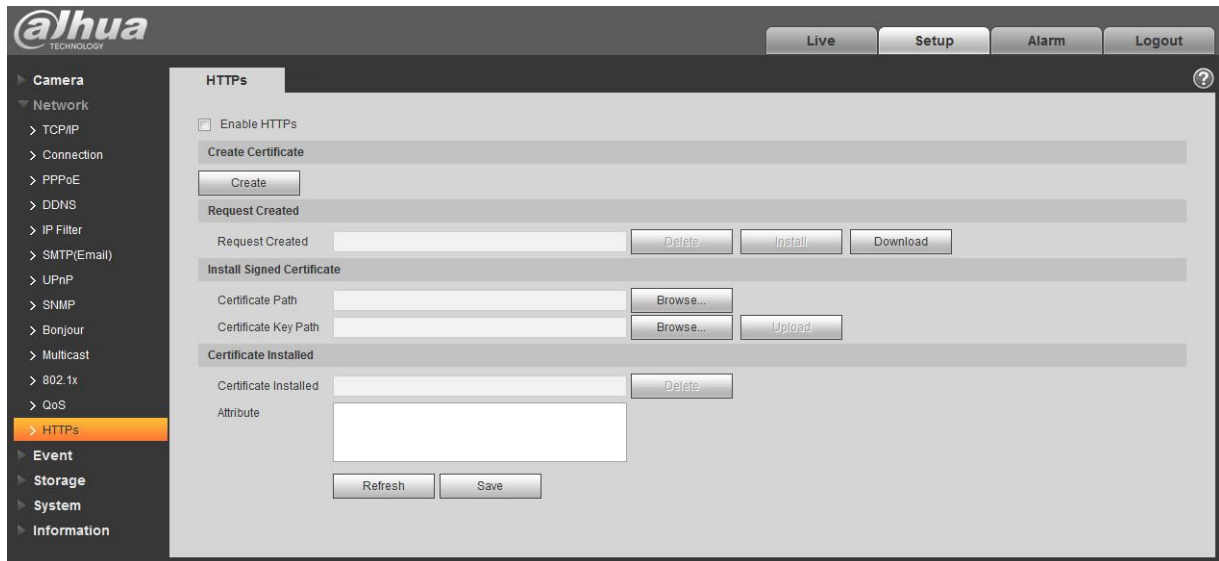 alhua
TECHNOLOGY
Live
Setup
Alarm
Logout
Camera
Network
TCP/IP
Connection
PPPoE
DDNS
IP Filter
SMTP(Email)
UPnP
SNMP
Bonjour
Multicast
802.1x
QoS
HTTPs
Event
Storage
System
Information
HTTPs
?
Enable HTTPs
Create Certificate
Create
Request Created
Request Created Delete Install Download
Install Signed Certificate
Certificate Path Browse...
Certificate Key Path Browse... Upload
Certificate Installed
Certificate Installed Delete
Attribute
Refresh Save